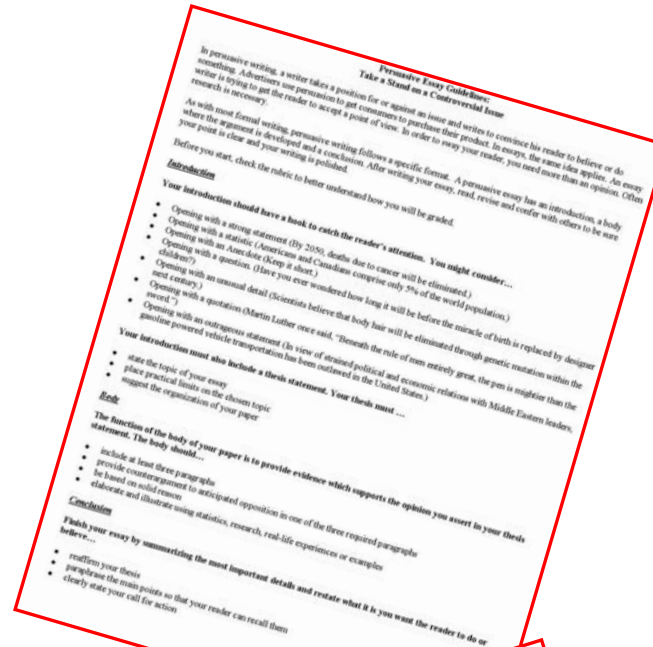 Persuasive Essay Guidelines:
Take a Stand on a Controversial Issue
In persuasive writing, a writer takes a position for or against an issue and writes to convince his reader to believe or do
something. Advertisers use persuasion to get consumers to purchase their product. In essays, the same idea applies. An essay
writer is trying to get the reader to accept a point of view. In order to sway your reader, you need more than an opinion. Often
research is necessary.
As with most formal writing, persuasive writing follows a specific format. A persuasive essay has an introduction, a body
where the argument is developed and a conclusion. After writing your essay, read, revise and confer with others to be sure
your point is clear and your writing is polished.
Before you start, check the rubric to better understand how you will be graded.
Introduction
Your introduction should have a hook to catch the reader's attention. You might consider…
• Opening with a strong statement (By 2050, deaths due to cancer will be eliminated.)
• Opening with a statistic (Americans and Canadians comprise only 5% of the world population.)
• Opening with an Anecdote (Keep it short.)
• Opening with a question. (Have you ever wondered how long it will be before the miracle of birth is replaced by designer
children?)
• Opening with an unusual detail (Scientists believe that body hair will be eliminated through genetic mutation within the
next century.)
• Opening with a quotation (Martin Luther once said, "Beneath the rule of men entirely great, the pen is mightier than the
sword.")
• Opening with an outrageous statement (In view of strained political and economic relations with Middle Eastern leaders,
gasoline powered vehicle transportation has been outlawed in the United States.)
Your introduction must also include a thesis statement. Your thesis must …
• state the topic of your essay
• place practical limits on the chosen topic
• suggest the organization of your paper
Body
The function of the body of your paper is to provide evidence which supports the opinion you assert in your thesis
statement. The body should…
• include at least three paragraphs
• provide counterargument to anticipated opposition in one of the three required paragraphs
• be based on solid reason
• elaborate and illustrate using statistics, research, real-life experiences or examples
Conclusion
Finish your essay by summarizing the most important details and restate what it is you want the reader to do or
believe…
• reaffirm your thesis
• paraphrase the main points so that your reader can recall them
• clearly state your call for action